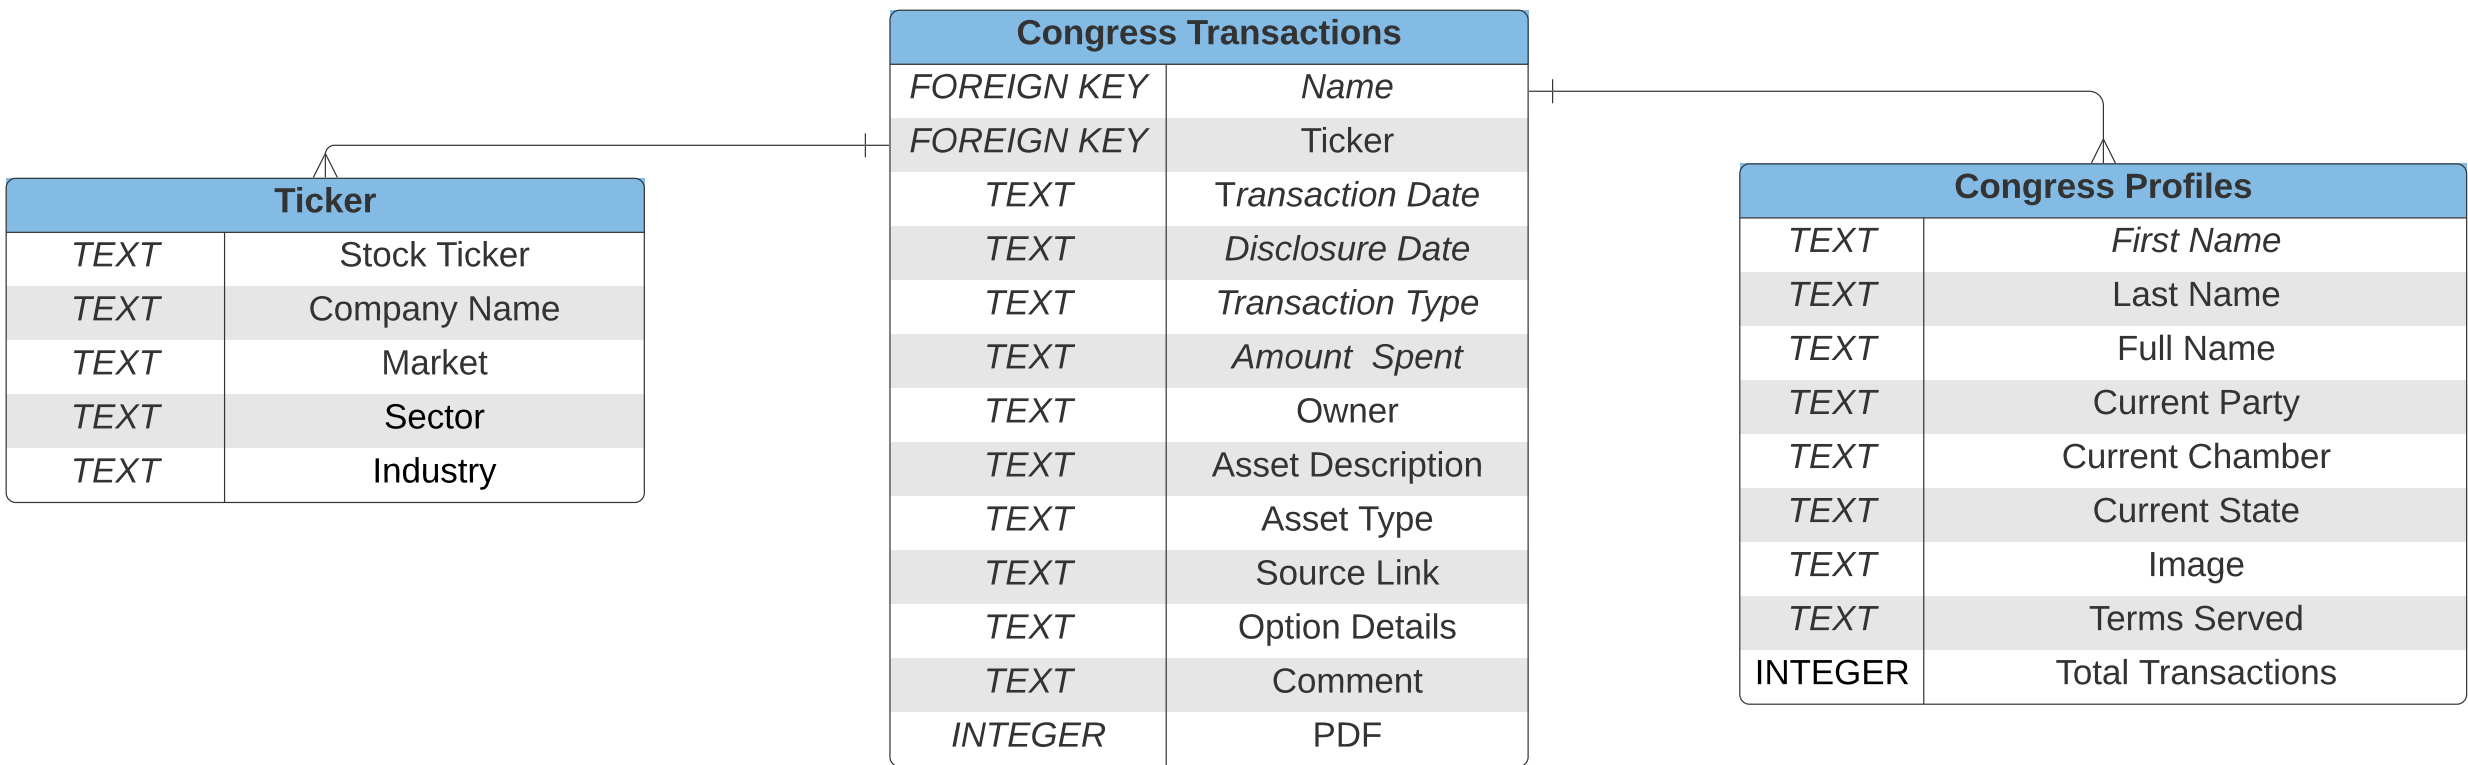 Congress Transactions
FOREIGN KEY Name
FOREIGN KEY Ticker
TEXT Transaction Date
TEXT Disclosure Date
TEXT Transaction Type
TEXT Amount  Spent
TEXT Owner
TEXT Asset Description
TEXT Asset Type
TEXT Source Link
TEXT Option Details
TEXT Comment
INTEGER PDF
Ticker
TEXT Stock Ticker
TEXT Company Name
TEXT Market
TEXT Sector
TEXT Industry
Congress Profiles
TEXT First Name
TEXT Last Name
TEXT Full Name
TEXT Current Party
TEXT Current Chamber
TEXT Current State
TEXT Image
TEXT Terms Served
INTEGER Total Transactions